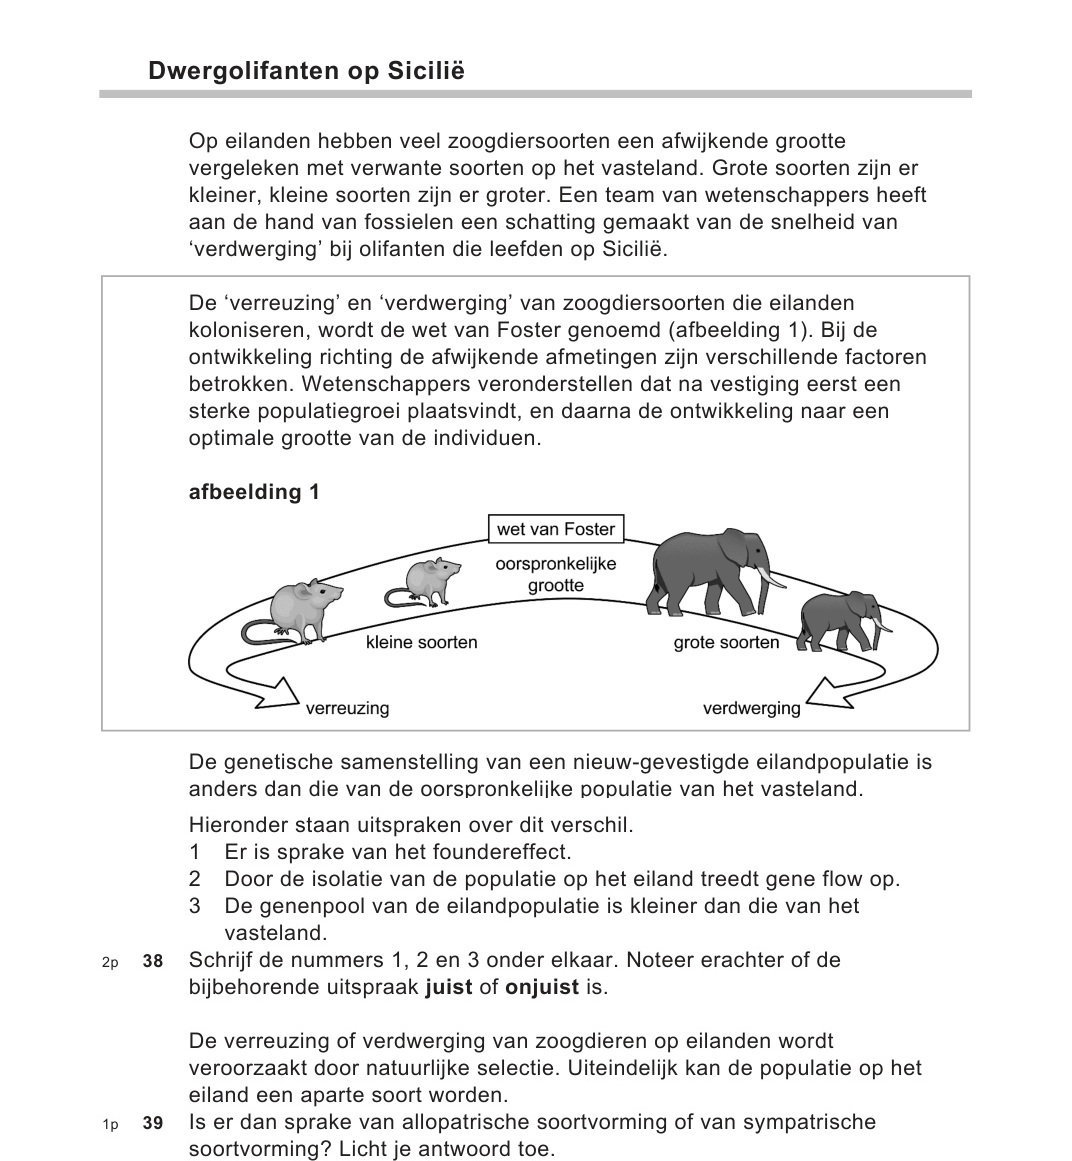 Dwergolifanten op Sicilië
Op eilanden hebben veel zoogdiersoorten een afwijkende grootte
vergeleken met verwante soorten op het vasteland. Grote soorten zijn er
kleiner, kleine soorten zijn er groter. Een team van wetenschappers heeft
aan de hand van fossielen een schatting gemaakt van de snelheid van
‘verdwerging’ bij olifanten die leefden op Sicilië.
De ‘verreuzing’ en ‘verdwerging’ van zoogdiersoorten die eilanden
koloniseren, wordt de wet van Foster genoemd (afbeelding 1). Bij de
ontwikkeling richting de afwijkende afmetingen zijn verschillende factoren
betrokken. Wetenschappers veronderstellen dat na vestiging eerst een
sterke populatiegroei plaatsvindt, en daarna de ontwikkeling naar een
optimale grootte van de individuen.
afbeelding 1
wet van Foster
oorspronkelijke
grootte
kleine soorten
grote soorten
verreuzing
verdwerging
De genetische samenstelling van een nieuw-gevestigde eilandpopulatie is
anders dan die van de oorspronkelijke populatie van het vasteland.
Hieronder staan uitspraken over dit verschil.
1 Er is sprake van het foundereffect.
2 Door de isolatie van de populatie op het eiland treedt gene flow op.
3 De genenpool van de eilandpopulatie is kleiner dan die van het
vasteland.
2p 38 Schrijf de nummers 1, 2 en 3 onder elkaar. Noteer erachter of de
bijbehorende uitspraak juist of onjuist is.
De verreuzing of verdwerging van zoogdieren op eilanden wordt
veroorzaakt door natuurlijke selectie. Uiteindelijk kan de populatie op het
eiland een aparte soort worden.
1p 39 Is er dan sprake van allopatrische soortvorming of van sympatrische
soortvorming? Licht je antwoord toe.